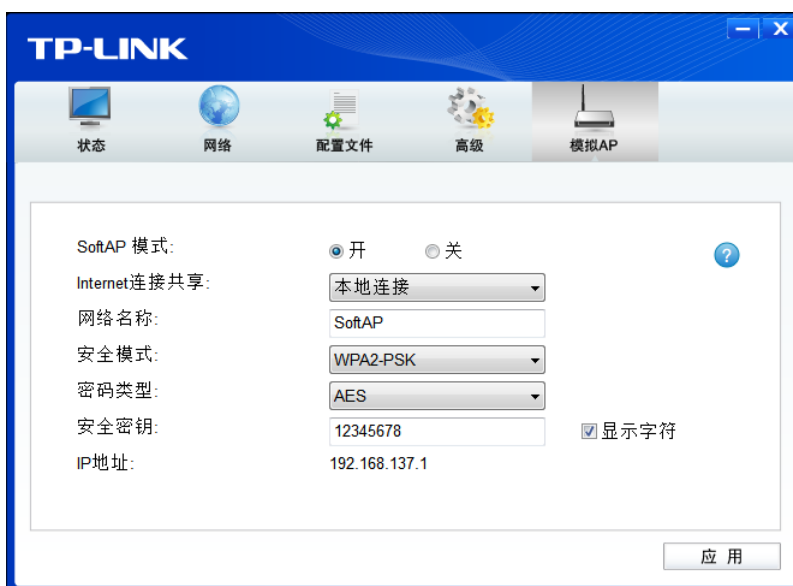 TP-LINK
状态 网络 配置文件 高级 模拟AP
SoftAP 模式: 开 关
Internet连接共享: 本地连接
网络名称: SoftAP
安全模式: WPA2-PSK
密码类型: AES
安全密钥: 12345678 显示字符
IP地址: 192.168.137.1
应 用